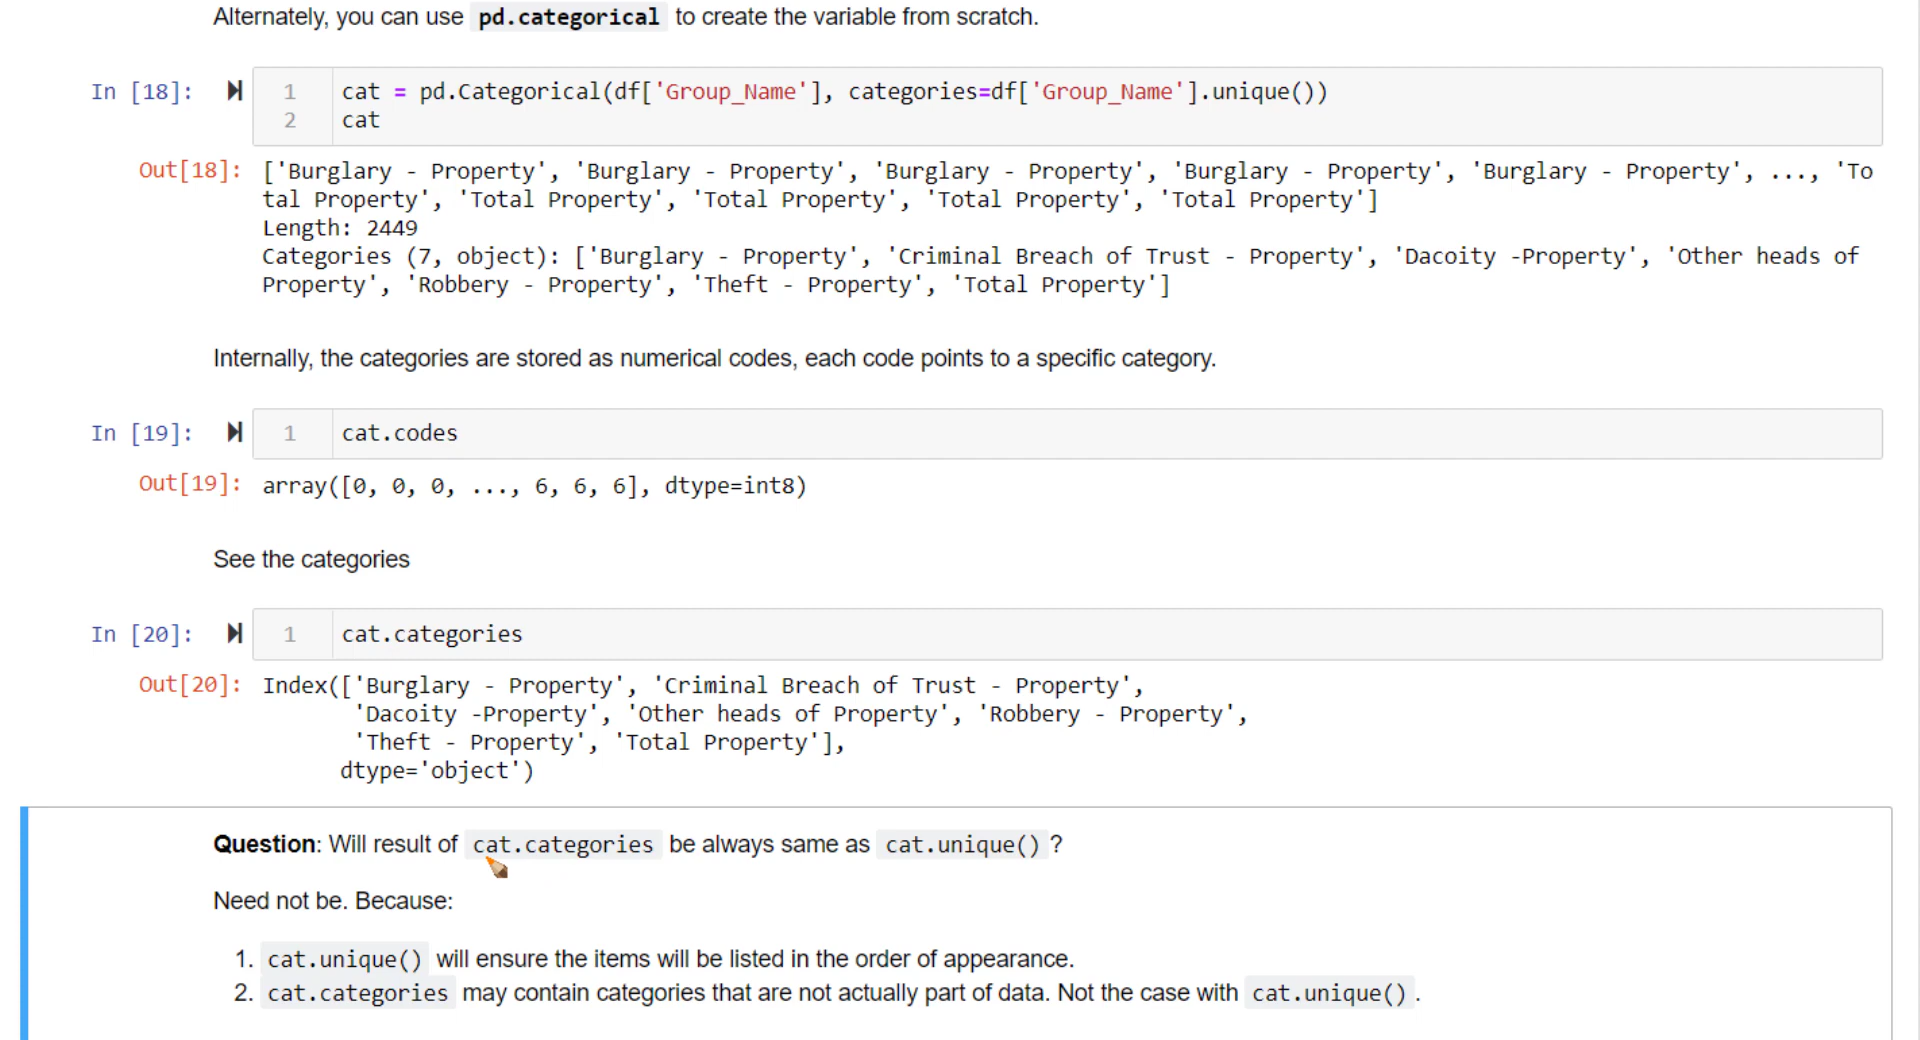 Alternately, you can use pd.categorical to create the variable from scratch.
In [18]:
1 cat = pd.Categorical(df['Group_Name'], categories=df['Group_Name'].unique())
2 cat
Out[18]: ['Burglary - Property', 'Burglary - Property', 'Burglary - Property', 'Burglary - Property', 'Burglary - Property', ..., 'To
tal Property', 'Total Property', 'Total Property', 'Total Property', 'Total Property']
Length: 2449
Categories (7, object): ['Burglary - Property', 'Criminal Breach of Trust - Property', 'Dacoity -Property', 'Other heads of
Property', 'Robbery - Property', 'Theft - Property', 'Total Property']
Internally, the categories are stored as numerical codes, each code points to a specific category.
In [19]: 1 cat.codes
Out[19]: array([0, 0, 0, ..., 6, 6, 6], dtype=int8)
See the categories
In [20]: 1 cat.categories
Out[20]: Index(['Burglary - Property', 'Criminal Breach of Trust - Property',
'Dacoity -Property', 'Other heads of Property', 'Robbery - Property',
'Theft - Property', 'Total Property'],
dtype='object')
Question: Will result of cat.categories be always same as cat.unique() ?
Need not be. Because:
1. cat.unique() will ensure the items will be listed in the order of appearance.
2. cat.categories may contain categories that are not actually part of data. Not the case with cat.unique() .